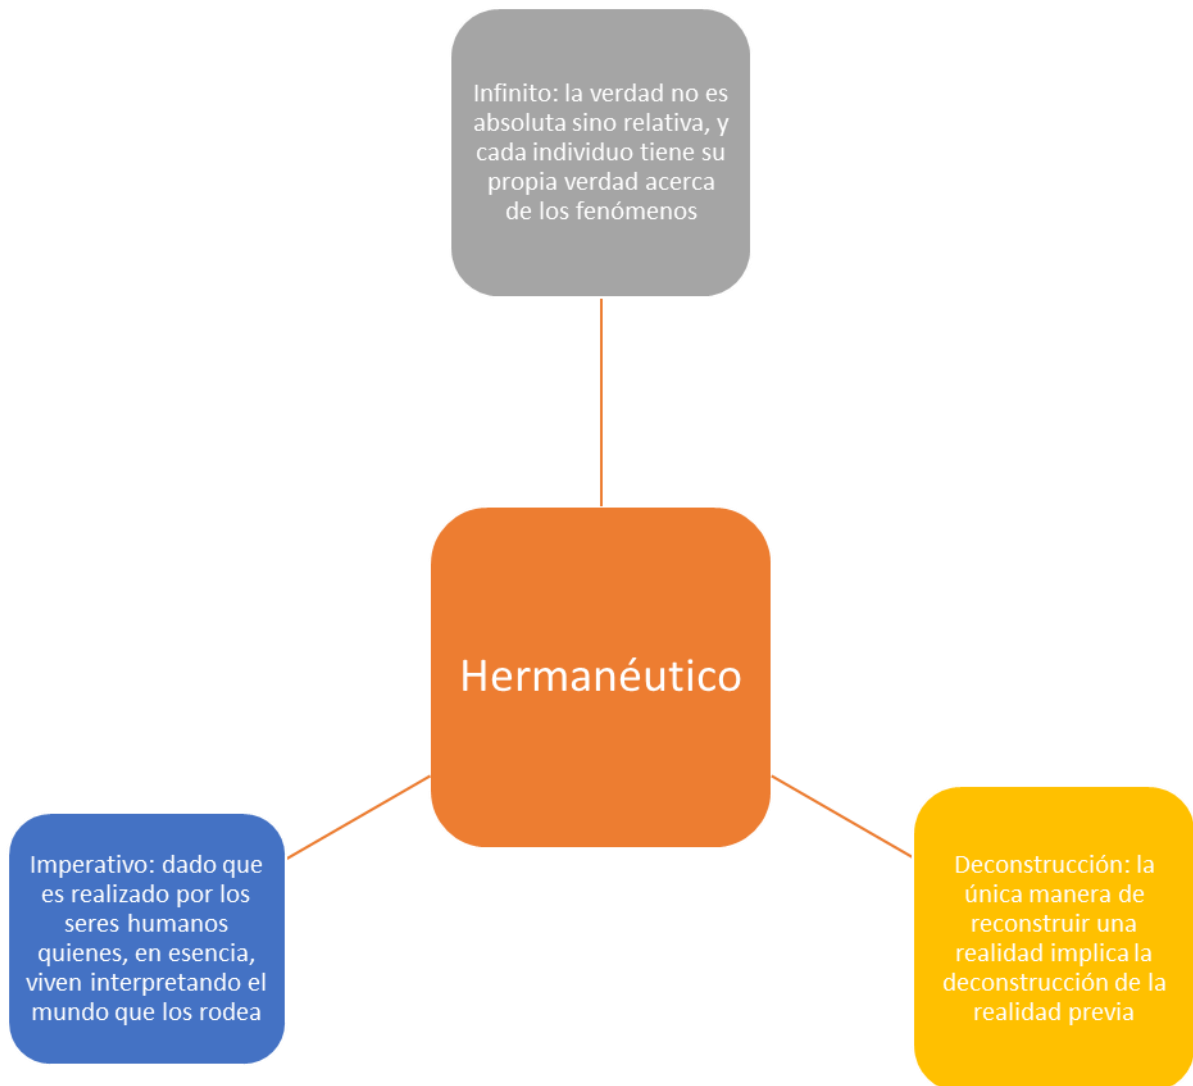 Infinito: la verdad no es
absoluta sino relativa, y
cada individuo tiene su
propia verdad acerca
de los fenómenos
Hermanéutico
Imperativo: dado que
es realizado por los
seres humanos
quienes, en esencia,
viven interpretando el
mundo que los rodea
Deconstrucción: la
única manera de
reconstruir una
realidad implica la
deconstrucción de la
realidad previa